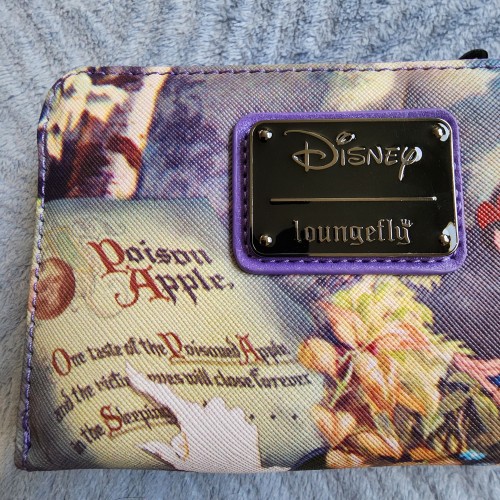 Disney
loungefly
Poison
Apple,
One taste of the Poisoned Apple
and the victi eyes will close forever
in the Sleeping